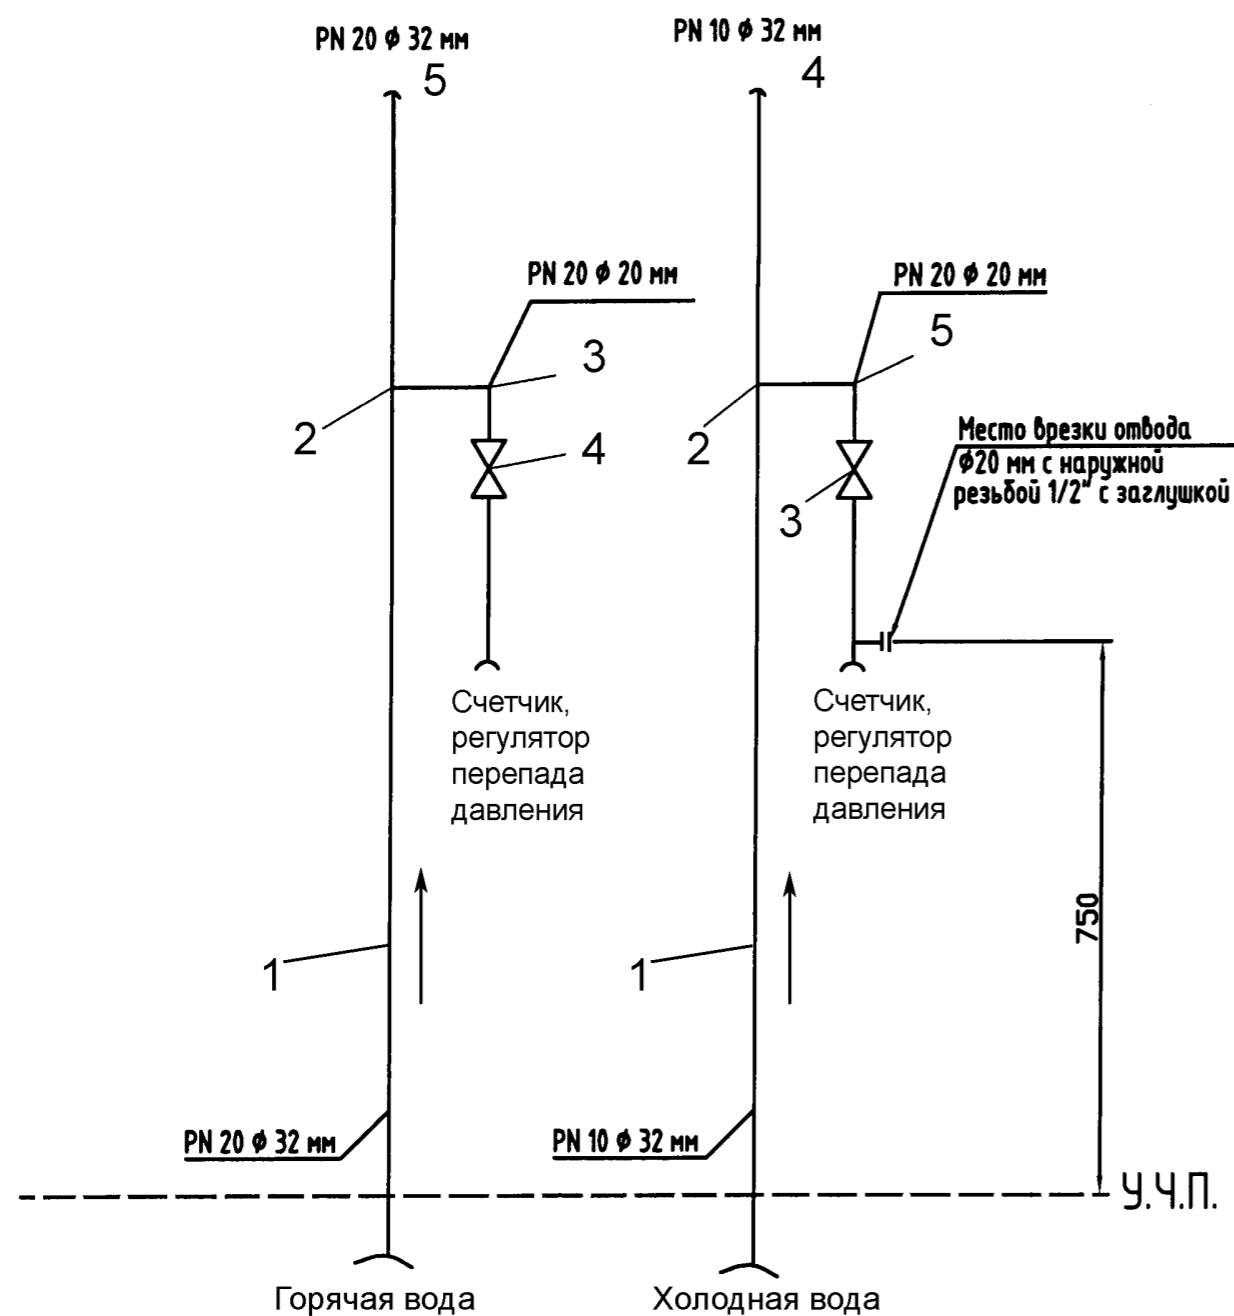 PN 20 ϕ 32 мм
5
PN 10 ϕ 32 мм
4
PN 20 ϕ 20 мм
3
2
4
PN 20 ϕ 20 мм
5
2
3
Место врезки отвода
ϕ20 мм с наружной
резьбой 1/2" с заглушкой
Счетчик,
регулятор
перепада
давления
Счетчик,
регулятор
перепада
давления
750
1
1
PN 20 ϕ 32 мм
PN 10 ϕ 32 мм
У.Ч.П.
Горячая вода
Холодная вода